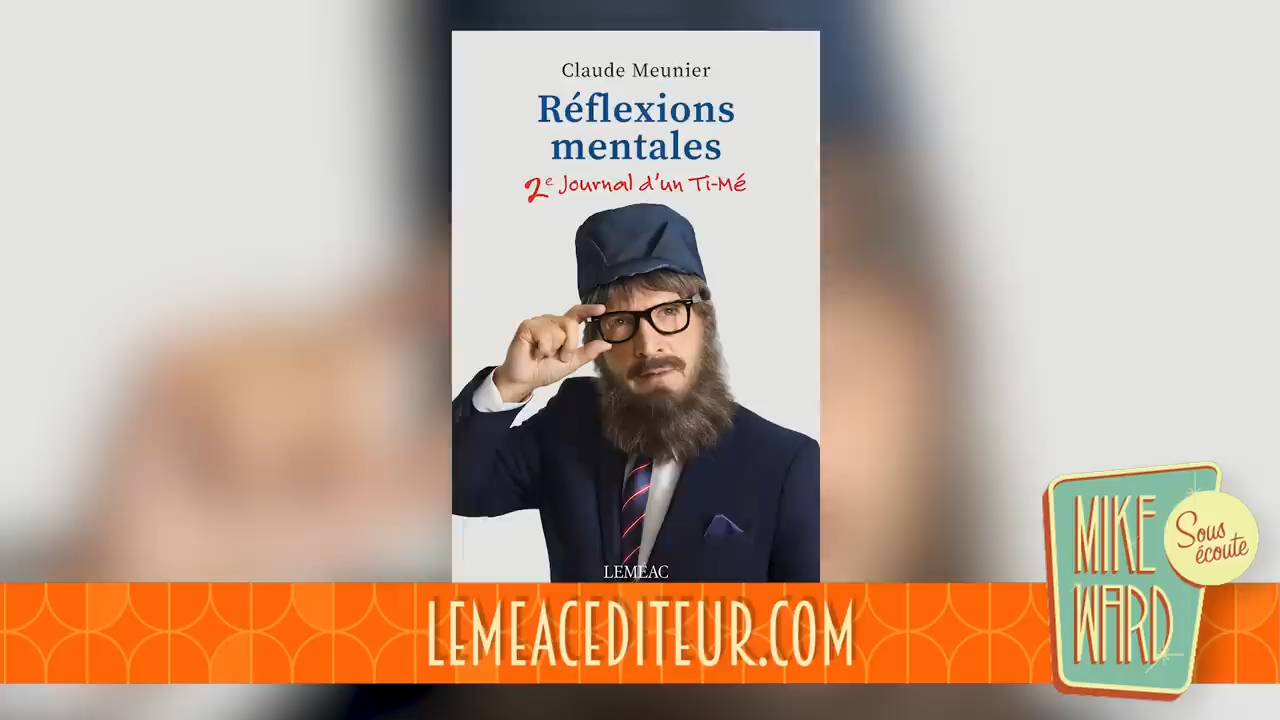 Claude Meunier
Réflexions
mentales
2e Journal d'un Ti-Mé
LEMEAC
LEMEACEDITEUR.COM
MIKE
WARD
Sous
écoute